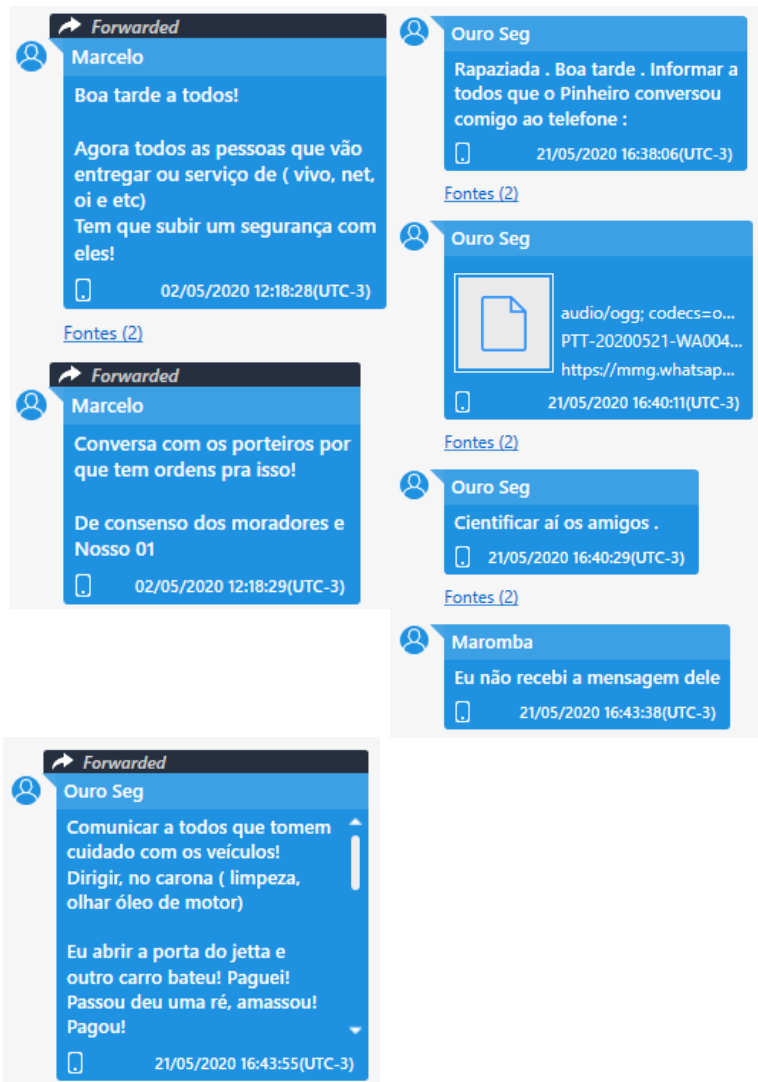 Forwarded
Marcelo
Boa tarde a todos!
Agora todos as pessoas que vão
entregar ou serviço de ( vivo, net,
oi e etc)
Tem que subir um segurança com
eles!
02/05/2020 12:18:28(UTC-3)
Fontes (2)
Forwarded
Marcelo
Conversa com os porteiros por
que tem ordens pra isso!
De consenso dos moradores e
Nosso 01
02/05/2020 12:18:29(UTC-3)
Ouro Seg
Rapaziada . Boa tarde . Informar a
todos que o Pinheiro conversou
comigo ao telefone :
21/05/2020 16:38:06(UTC-3)
Fontes (2)
Ouro Seg
audio/ogg; codecs=o...
PTT-20200521-WA004...
https://mmg.whatsap...
21/05/2020 16:40:11(UTC-3)
Fontes (2)
Ouro Seg
Cientificar aí os amigos .
21/05/2020 16:40:29(UTC-3)
Fontes (2)
Maromba
Eu não recebi a mensagem dele
21/05/2020 16:43:38(UTC-3)
Forwarded
Ouro Seg
Comunicar a todos que tomem
cuidado com os veículos!
Dirigir, no carona ( limpeza,
olhar óleo de motor)
Eu abrir a porta do jetta e
outro carro bateu! Paguei!
Passou deu uma ré, amassou!
Pagou!
21/05/2020 16:43:55(UTC-3)